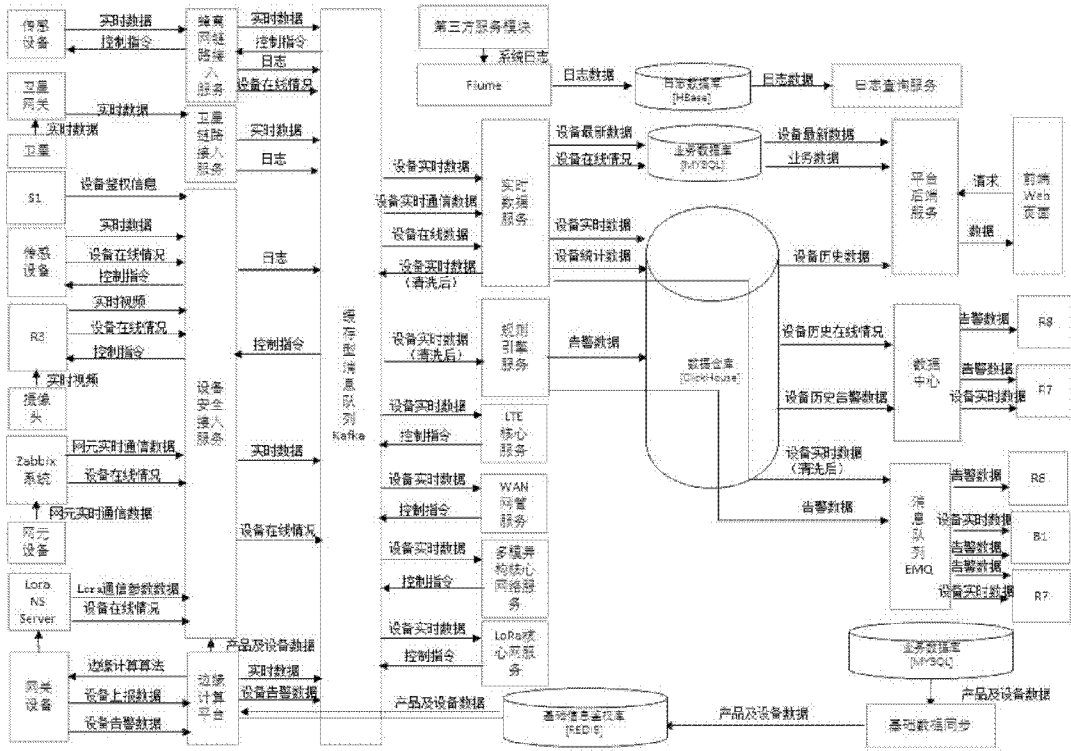 传感
设备
实时数据
控制指令
卫星
网关
实时数据
实时数据
卫星
S1
设备鉴权信息
传感
设备
实时数据
设备在线情况
控制指令
R3
实时视频
设备在线情况
控制指令
实时视频
摄像
头
Zabbix
系统
网元实时通信数据
设备在线情况
网元实时通信数据
网元
设备
Lora
NS
Server
Lora通信参数数据
设备在线情况
网关
设备
边缘计算算法
设备上报数据
设备告警数据
蜂窝
网链
路接
入服
务
实时数据
控制指令
日志
设备在线情况
卫星
链路
接入
服务
实时数据
日志
设备
安全
接入
服务
日志
控制指令
实时数据
设备在线情况
产品及设备数据
边缘
计算
平台
实时数据
设备告警数据
缓存
型消
息队
列
Kafka
第三方服务模块
系统日志
Flume
日志数据
日志数据库
[HBase]
日志数据
日志查询服务
设备实时数据
设备实时通信数据
设备在线数据
设备实时数据
(清洗后)
实时
数据
服务
设备最新数据
设备在线情况
设备实时数据
设备统计数据
业务数据库
[MYSQL]
设备最新数据
业务数据
平台
后端
服务
请求
数据
前端
Web
页面
设备实时数据
(清洗后)
规则
引擎
服务
告警数据
数据仓库
[ClickHouse]
设备历史数据
设备历史在线情况
设备历史告警数据
数据
中心
告警数据
R8
告警数据
设备实时数据
R7
设备实时数据
控制指令
LTE
核心
服务
设备实时数据
控制指令
WAN
网管
服务
设备实时数据
控制指令
多模异
构核心
网络服
务
设备实时数据
控制指令
LoRa核
心网服
务
设备实时数据
(清洗后)
告警数据
消息
队列
EMQ
告警数据
R6
设备实时数据
告警数据
B1
告警数据
设备实时数据
R7
业务数据库
[MYSQL]
产品及设备数据
基础数据同步
产品及设备数据
基础信息鉴权库
[REDIS]
产品及设备数据